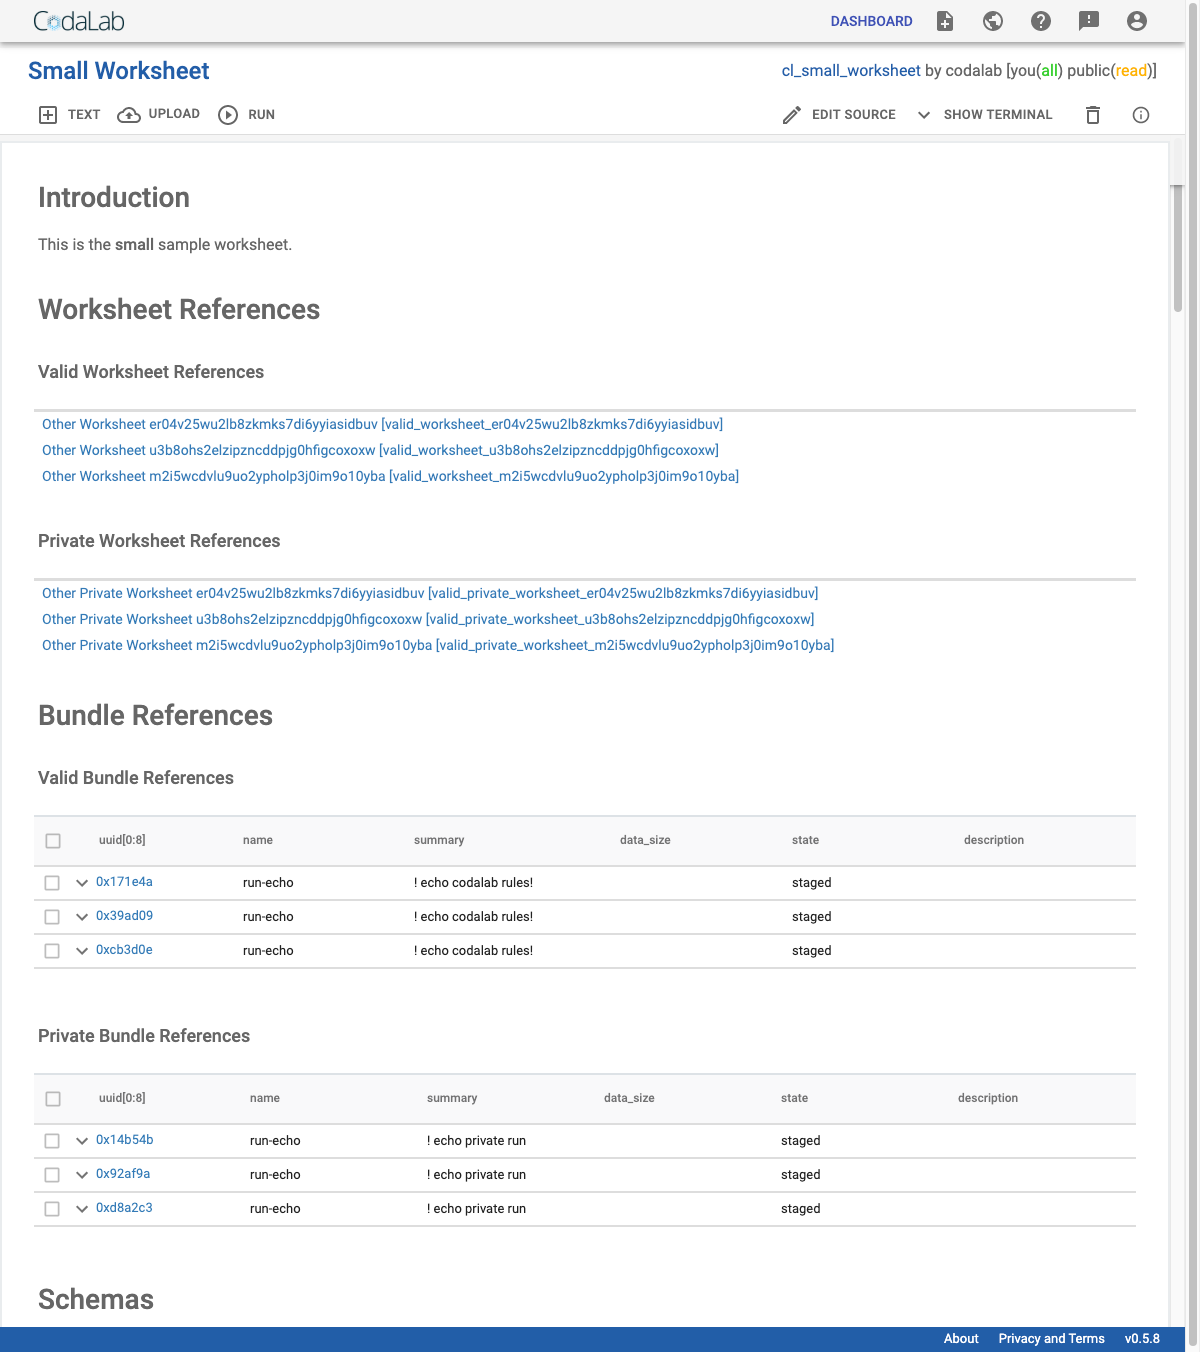 CodaLab
DASHBOARD
Small Worksheet
cl_small_worksheet by codalab [you(all) public(read)]
TEXT UPLOAD RUN
EDIT SOURCE SHOW TERMINAL
Introduction
This is the small sample worksheet.
Worksheet References
Valid Worksheet References
Other Worksheet er04v25wu2lb8zkmks7di6yyiasidbuv [valid_worksheet_er04v25wu2lb8zkmks7di6yyiasidbuv]
Other Worksheet u3b8ohs2elzipzncddpjg0hfigcoxoxw [valid_worksheet_u3b8ohs2elzipzncddpjg0hfigcoxoxw]
Other Worksheet m2i5wcdvlu9uo2ypholp3j0im9o10yba [valid_worksheet_m2i5wcdvlu9uo2ypholp3j0im9o10yba]
Private Worksheet References
Other Private Worksheet er04v25wu2lb8zkmks7di6yyiasidbuv [valid_private_worksheet_er04v25wu2lb8zkmks7di6yyiasidbuv]
Other Private Worksheet u3b8ohs2elzipzncddpjg0hfigcoxoxw [valid_private_worksheet_u3b8ohs2elzipzncddpjg0hfigcoxoxw]
Other Private Worksheet m2i5wcdvlu9uo2ypholp3j0im9o10yba [valid_private_worksheet_m2i5wcdvlu9uo2ypholp3j0im9o10yba]
Bundle References
Valid Bundle References
uuid[0:8] name summary data_size state description
0x171e4a run-echo ! echo codalab rules! staged
0x39ad09 run-echo ! echo codalab rules! staged
0xcb3d0e run-echo ! echo codalab rules! staged
Private Bundle References
uuid[0:8] name summary data_size state description
0x14b54b run-echo ! echo private run staged
0x92af9a run-echo ! echo private run staged
0xd8a2c3 run-echo ! echo private run staged
Schemas
About Privacy and Terms v0.5.8